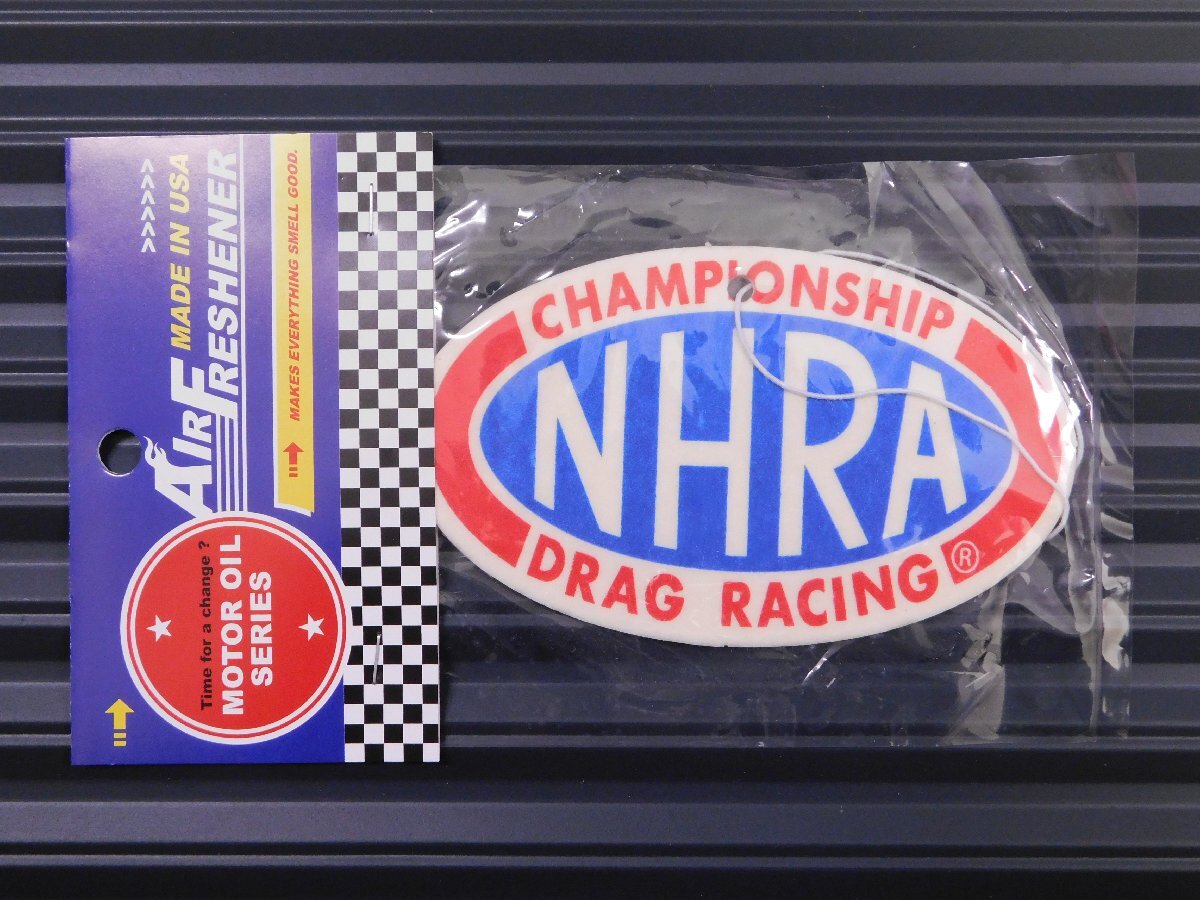 >>>>>>
MADE IN USA
AIR FRESHENER
MAKES EVERYTHING SMELL GOOD.
Time for a change ?
MOTOR OIL
SERIES
CHAMPIONSHIP
NHRA
DRAG RACING ®